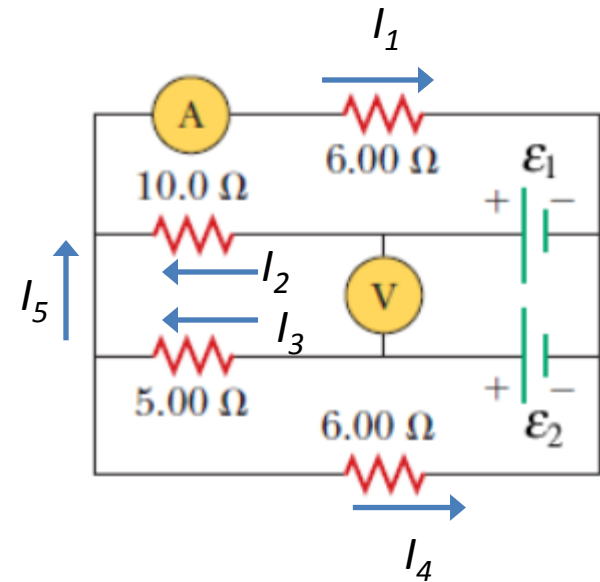 I₁
A
6.00 Ω
ε₁
10.0 Ω
+ −
I₂
V
I₅
I₃
5.00 Ω
+ −
6.00 Ω
ε₂
I₄